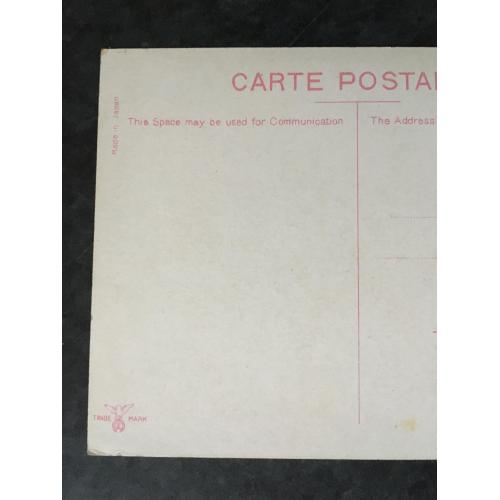 CARTE POSTAL
Made in Japan
This Space may be used for Communication
The Address
TRADE MARK